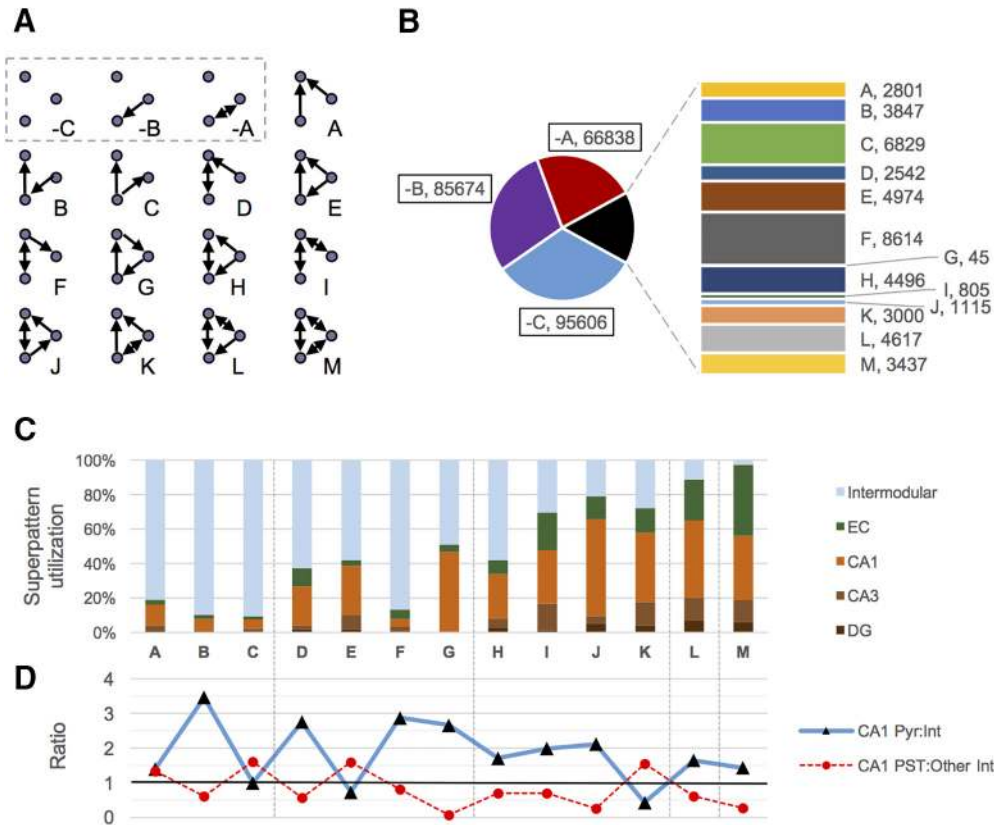 A
B
-C
-B
-A
A
B
C
D
E
F
G
H
I
J
K
L
M
-A, 66838
-B, 85674
-C, 95606
A, 2801
B, 3847
C, 6829
D, 2542
E, 4974
F, 8614
G, 45
H, 4496
I, 805
J, 1115
K, 3000
L, 4617
M, 3437
C
Superpattern
utilization
100%
80%
60%
40%
20%
0%
A B C D E F G H I J K L M
Intermodular
EC
CA1
CA3
DG
D
Ratio
4
3
2
1
0
CA1 Pyr:Int
CA1 PST:Other Int